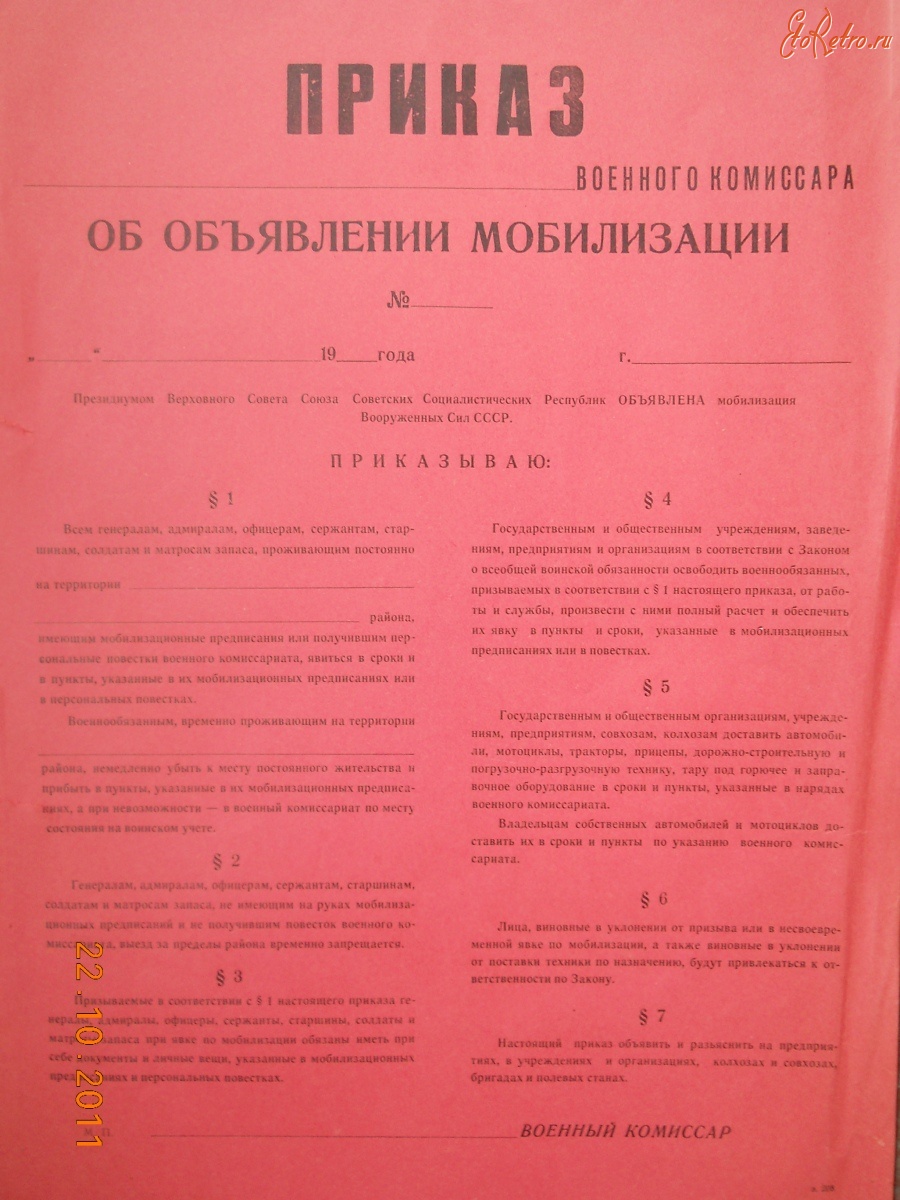 EtoRetro.ru
ПРИКАЗ
ВОЕННОГО КОМИССАРА
ОБ ОБЪЯВЛЕНИИ МОБИЛИЗАЦИИ
№
„ “ 19 года г.
Президиумом Верховного Совета Союза Советских Социалистических Республик ОБЪЯВЛЕНА мобилизация
Вооруженных Сил СССР.
ПРИКАЗЫВАЮ:
§ 1
Всем генералам, адмиралам, офицерам, сержантам, стар-
шинам, солдатам и матросам запаса, проживающим постоянно
на территории
района,
имеющим мобилизационные предписания или получившим пер-
сональные повестки военного комиссариата, явиться в сроки и
в пункты, указанные в их мобилизационных предписаниях или
в персональных повестках.
Военнообязанным, временно проживающим на территории
района, немедленно убыть к месту постоянного жительства и
прибыть в пункты, указанные в их мобилизационных предписа-
ниях, а при невозможности — в военный комиссариат по месту
состояния на воинском учете.
§ 2
Генералам, адмиралам, офицерам, сержантам, старшинам,
солдатам и матросам запаса, не имеющим на руках мобилиза-
ционных предписаний и не получившим повесток военного ко-
миссариата, выезд за пределы района временно запрещается.
§ 3
Призываемые в соответствии с § 1 настоящего приказа ге-
нералы, адмиралы, офицеры, сержанты, старшины, солдаты и
матросы запаса при явке по мобилизации обязаны иметь при
себе документы и личные вещи, указанные в мобилизационных
предписаниях и персональных повестках.
§ 4
Государственным и общественным учреждениям, заведе-
ниям, предприятиям и организациям в соответствии с Законом
о всеобщей воинской обязанности освободить военнообязанных,
призываемых в соответствии с § 1 настоящего приказа, от рабо-
ты и службы, произвести с ними полный расчет и обеспечить
их явку в пункты и сроки, указанные в мобилизационных
предписаниях или в повестках.
§ 5
Государственным и общественным организациям, учрежде-
ниям, предприятиям, совхозам, колхозам доставить автомоби-
ли, мотоциклы, тракторы, прицепы, дорожно-строительную и
погрузочно-разгрузочную технику, тару под горючее и запра-
вочное оборудование в сроки и пункты, указанные в нарядах
военного комиссариата.
Владельцам собственных автомобилей и мотоциклов до-
ставить их в сроки и пункты по указанию военного комис-
сариата.
§ 6
Лица, виновные в уклонении от призыва или в несвоевре-
менной явке по мобилизации, а также виновные в уклонении
от поставки техники по назначению, будут привлекаться к от-
ветственности по Закону.
§ 7
Настоящий приказ объявить и разъяснить на предприя-
тиях, в учреждениях и организациях, колхозах и совхозах,
бригадах и полевых станах.
М. П. ВОЕННЫЙ КОМИССАР
22.10.2011